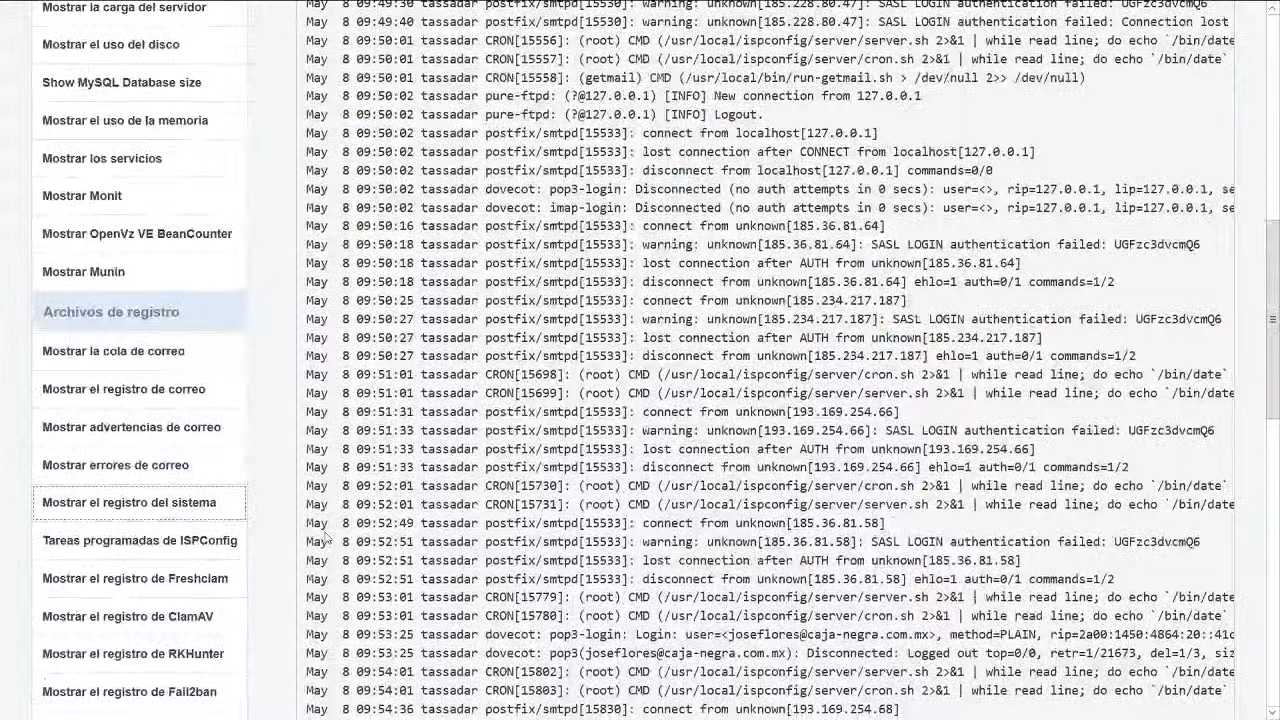 Mostrar la carga del servidor
Mostrar el uso del disco
Show MySQL Database size
Mostrar el uso de la memoria
Mostrar los servicios
Mostrar Monit
Mostrar OpenVz VE BeanCounter
Mostrar Munin
Archivos de registro
Mostrar la cola de correo
Mostrar el registro de correo
Mostrar advertencias de correo
Mostrar errores de correo
Mostrar el registro del sistema
Tareas programadas de ISPConfig
Mostrar el registro de Freshclam
Mostrar el registro de ClamAV
Mostrar el registro de RKHunter
Mostrar el registro de Fail2ban
May  8 09:49:30 tassadar postfix/smtpd[15530]: warning: unknown[185.228.80.47]: SASL LOGIN authentication failed: UGFzc3dvcmQ6
May  8 09:49:40 tassadar postfix/smtpd[15530]: warning: unknown[185.228.80.47]: SASL LOGIN authentication failed: Connection lost
May  8 09:50:01 tassadar CRON[15556]: (root) CMD (/usr/local/ispconfig/server/server.sh 2>&1 | while read line; do echo `/bin/date`
May  8 09:50:01 tassadar CRON[15557]: (root) CMD (/usr/local/ispconfig/server/cron.sh 2>&1 | while read line; do echo `/bin/date`
May  8 09:50:01 tassadar CRON[15558]: (getmail) CMD (/usr/local/bin/run-getmail.sh > /dev/null 2>> /dev/null)
May  8 09:50:02 tassadar pure-ftpd: (?@127.0.0.1) [INFO] New connection from 127.0.0.1
May  8 09:50:02 tassadar pure-ftpd: (?@127.0.0.1) [INFO] Logout.
May  8 09:50:02 tassadar postfix/smtpd[15533]: connect from localhost[127.0.0.1]
May  8 09:50:02 tassadar postfix/smtpd[15533]: lost connection after CONNECT from localhost[127.0.0.1]
May  8 09:50:02 tassadar postfix/smtpd[15533]: disconnect from localhost[127.0.0.1] commands=0/0
May  8 09:50:02 tassadar dovecot: pop3-login: Disconnected (no auth attempts in 0 secs): user=<>, rip=127.0.0.1, lip=127.0.0.1, se
May  8 09:50:02 tassadar dovecot: imap-login: Disconnected (no auth attempts in 0 secs): user=<>, rip=127.0.0.1, lip=127.0.0.1, se
May  8 09:50:16 tassadar postfix/smtpd[15533]: connect from unknown[185.36.81.64]
May  8 09:50:18 tassadar postfix/smtpd[15533]: warning: unknown[185.36.81.64]: SASL LOGIN authentication failed: UGFzc3dvcmQ6
May  8 09:50:18 tassadar postfix/smtpd[15533]: lost connection after AUTH from unknown[185.36.81.64]
May  8 09:50:18 tassadar postfix/smtpd[15533]: disconnect from unknown[185.36.81.64] ehlo=1 auth=0/1 commands=1/2
May  8 09:50:25 tassadar postfix/smtpd[15533]: connect from unknown[185.234.217.187]
May  8 09:50:27 tassadar postfix/smtpd[15533]: warning: unknown[185.234.217.187]: SASL LOGIN authentication failed: UGFzc3dvcmQ6
May  8 09:50:27 tassadar postfix/smtpd[15533]: lost connection after AUTH from unknown[185.234.217.187]
May  8 09:50:27 tassadar postfix/smtpd[15533]: disconnect from unknown[185.234.217.187] ehlo=1 auth=0/1 commands=1/2
May  8 09:51:01 tassadar CRON[15698]: (root) CMD (/usr/local/ispconfig/server/cron.sh 2>&1 | while read line; do echo `/bin/date`
May  8 09:51:01 tassadar CRON[15699]: (root) CMD (/usr/local/ispconfig/server/server.sh 2>&1 | while read line; do echo `/bin/date
May  8 09:51:31 tassadar postfix/smtpd[15533]: connect from unknown[193.169.254.66]
May  8 09:51:33 tassadar postfix/smtpd[15533]: warning: unknown[193.169.254.66]: SASL LOGIN authentication failed: UGFzc3dvcmQ6
May  8 09:51:33 tassadar postfix/smtpd[15533]: lost connection after AUTH from unknown[193.169.254.66]
May  8 09:51:33 tassadar postfix/smtpd[15533]: disconnect from unknown[193.169.254.66] ehlo=1 auth=0/1 commands=1/2
May  8 09:52:01 tassadar CRON[15730]: (root) CMD (/usr/local/ispconfig/server/cron.sh 2>&1 | while read line; do echo `/bin/date`
May  8 09:52:01 tassadar CRON[15731]: (root) CMD (/usr/local/ispconfig/server/server.sh 2>&1 | while read line; do echo `/bin/date
May  8 09:52:49 tassadar postfix/smtpd[15533]: connect from unknown[185.36.81.58]
May  8 09:52:51 tassadar postfix/smtpd[15533]: warning: unknown[185.36.81.58]: SASL LOGIN authentication failed: UGFzc3dvcmQ6
May  8 09:52:51 tassadar postfix/smtpd[15533]: lost connection after AUTH from unknown[185.36.81.58]
May  8 09:52:51 tassadar postfix/smtpd[15533]: disconnect from unknown[185.36.81.58] ehlo=1 auth=0/1 commands=1/2
May  8 09:53:01 tassadar CRON[15779]: (root) CMD (/usr/local/ispconfig/server/cron.sh 2>&1 | while read line; do echo `/bin/date`
May  8 09:53:01 tassadar CRON[15780]: (root) CMD (/usr/local/ispconfig/server/server.sh 2>&1 | while read line; do echo `/bin/date
May  8 09:53:25 tassadar dovecot: pop3-login: Login: user=<joseflores@caja-negra.com.mx>, method=PLAIN, rip=2a00:1450:4864:20::41c
May  8 09:53:25 tassadar dovecot: pop3(joseflores@caja-negra.com.mx): Disconnected: Logged out top=0/0, retr=1/21673, del=1/3, siz
May  8 09:54:01 tassadar CRON[15802]: (root) CMD (/usr/local/ispconfig/server/cron.sh 2>&1 | while read line; do echo `/bin/date`
May  8 09:54:01 tassadar CRON[15803]: (root) CMD (/usr/local/ispconfig/server/server.sh 2>&1 | while read line; do echo `/bin/date
May  8 09:54:36 tassadar postfix/smtpd[15830]: connect from unknown[193.169.254.68]